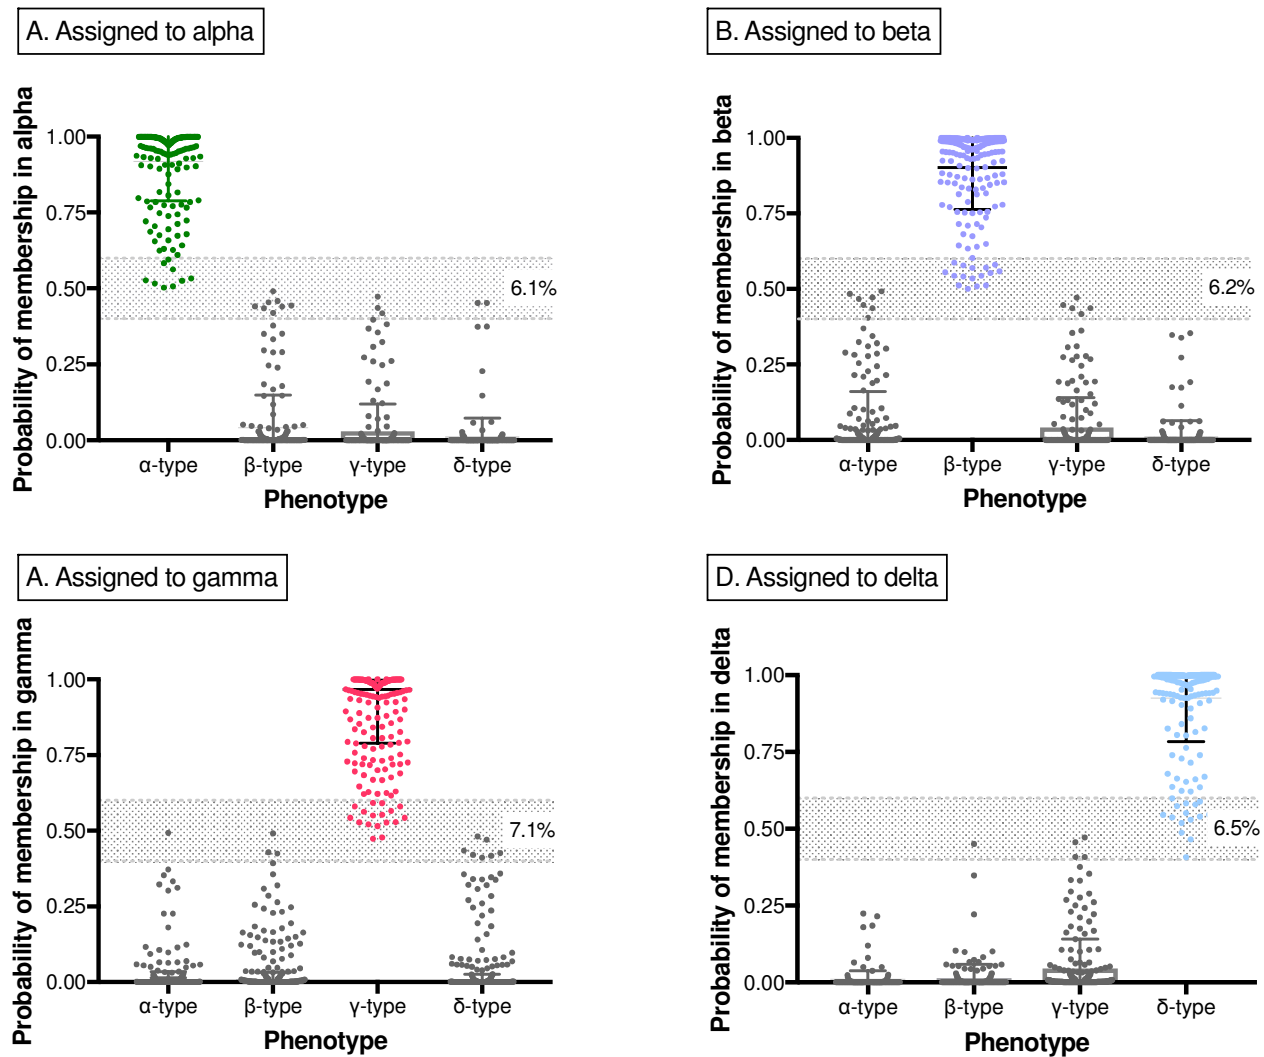 A. Assigned to alpha
Probability of membership in alpha
1.00
0.75
0.50
0.25
0.00
6.1%
α-type
β-type
γ-type
δ-type
Phenotype
B. Assigned to beta
Probability of membership in beta
1.00
0.75
0.50
0.25
0.00
6.2%
α-type
β-type
γ-type
δ-type
Phenotype
A. Assigned to gamma
Probability of membership in gamma
1.00
0.75
0.50
0.25
0.00
7.1%
α-type
β-type
γ-type
δ-type
Phenotype
D. Assigned to delta
Probability of membership in delta
1.00
0.75
0.50
0.25
0.00
6.5%
α-type
β-type
γ-type
δ-type
Phenotype